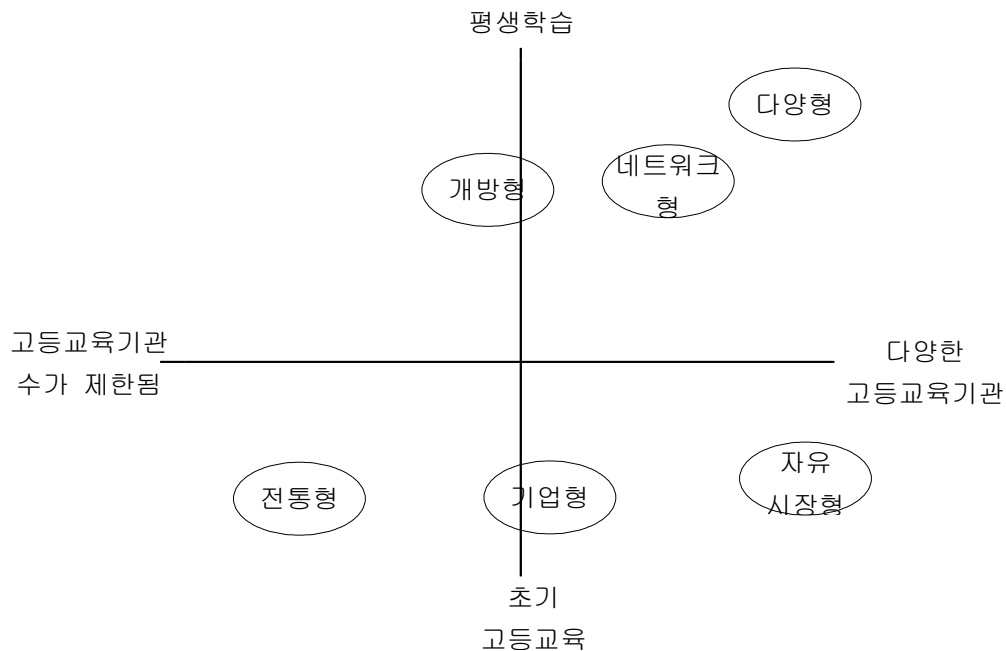 평생학습
다양형
네트워크
형
개방형
고등교육기관
수가 제한됨
다양한
고등교육기관
자유
시장형
전통형
기업형
초기
고등교육